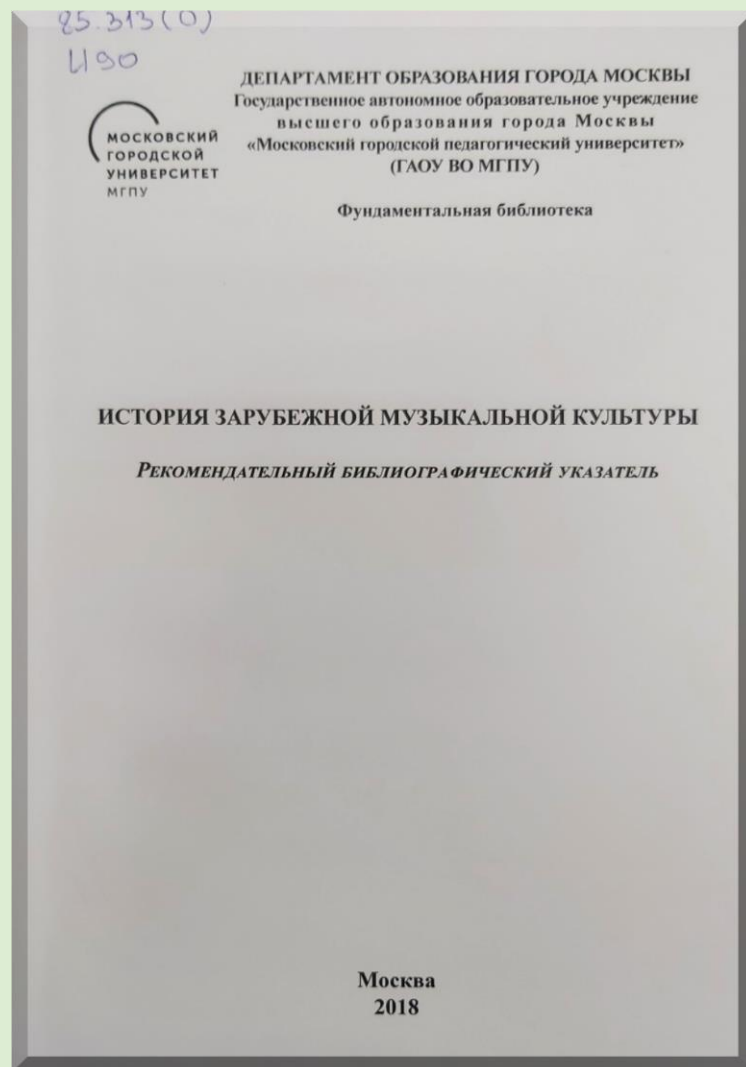 85.313(0)
И90
МОСКОВСКИЙ
ГОРОДСКОЙ
УНИВЕРСИТЕТ
МГПУ
ДЕПАРТАМЕНТ ОБРАЗОВАНИЯ ГОРОДА МОСКВЫ
Государственное автономное образовательное учреждение
высшего образования города Москвы
«Московский городской педагогический университет»
(ГАОУ ВО МГПУ)
Фундаментальная библиотека
ИСТОРИЯ ЗАРУБЕЖНОЙ МУЗЫКАЛЬНОЙ КУЛЬТУРЫ
РЕКОМЕНДАТЕЛЬНЫЙ БИБЛИОГРАФИЧЕСКИЙ УКАЗАТЕЛЬ
Москва
2018